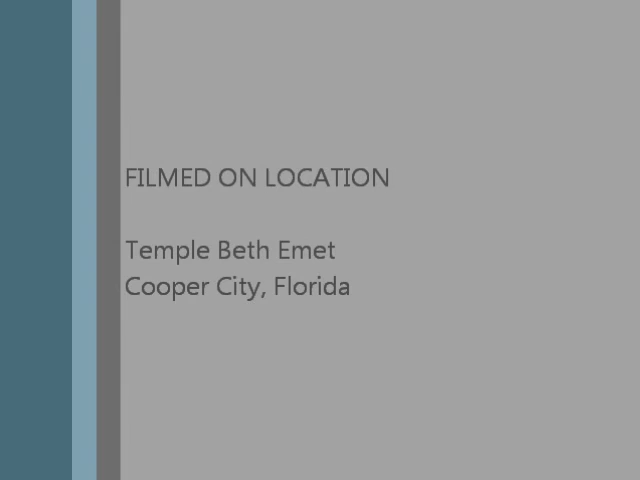 FILMED ON LOCATION
Temple Beth Emet
Cooper City, Florida